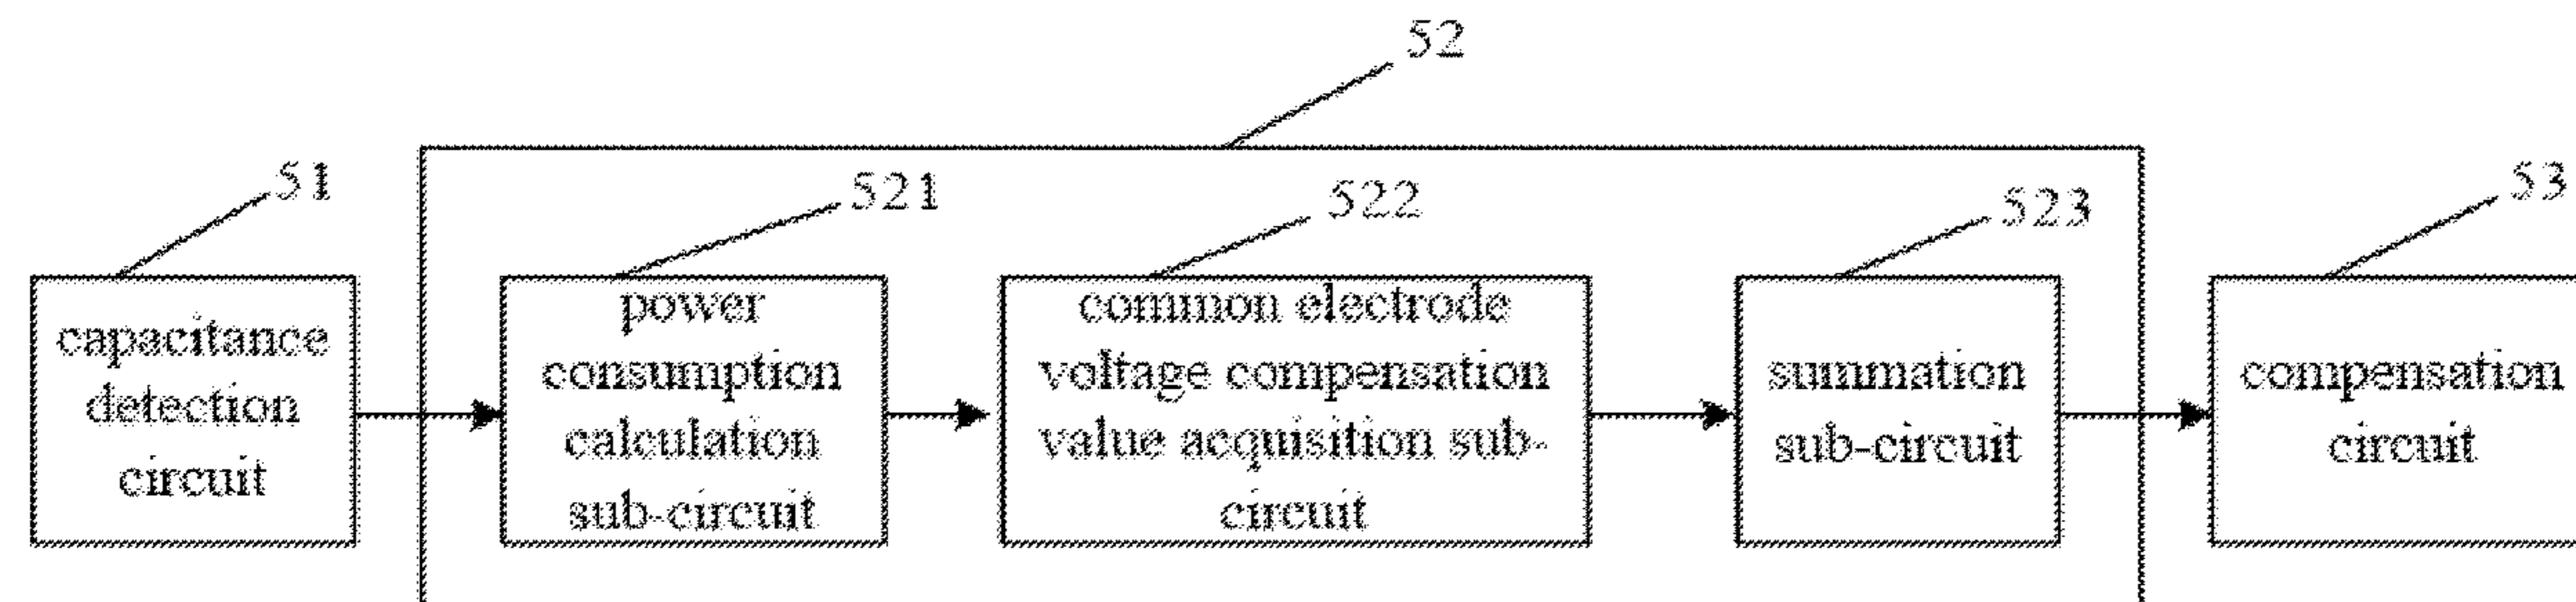 52
51
521
522
523
53
capacitance
detection
circuit
power
consumption
calculation
sub-circuit
common electrode
voltage compensation
value acquisition sub-
circuit
summation
sub-circuit
compensation
circuit